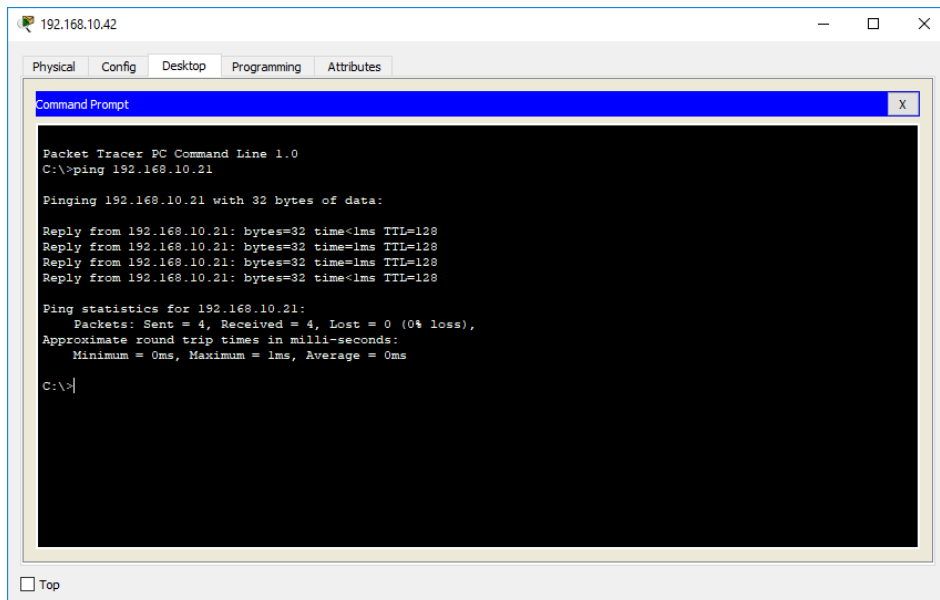 192.168.10.42
Physical Config Desktop Programming Attributes
Command Prompt X
Packet Tracer PC Command Line 1.0
C:\>ping 192.168.10.21
Pinging 192.168.10.21 with 32 bytes of data:
Reply from 192.168.10.21: bytes=32 time<1ms TTL=128
Reply from 192.168.10.21: bytes=32 time=1ms TTL=128
Reply from 192.168.10.21: bytes=32 time=1ms TTL=128
Reply from 192.168.10.21: bytes=32 time<1ms TTL=128
Ping statistics for 192.168.10.21:
Packets: Sent = 4, Received = 4, Lost = 0 (0% loss),
Approximate round trip times in milli-seconds:
Minimum = 0ms, Maximum = 1ms, Average = 0ms
C:\>
Top